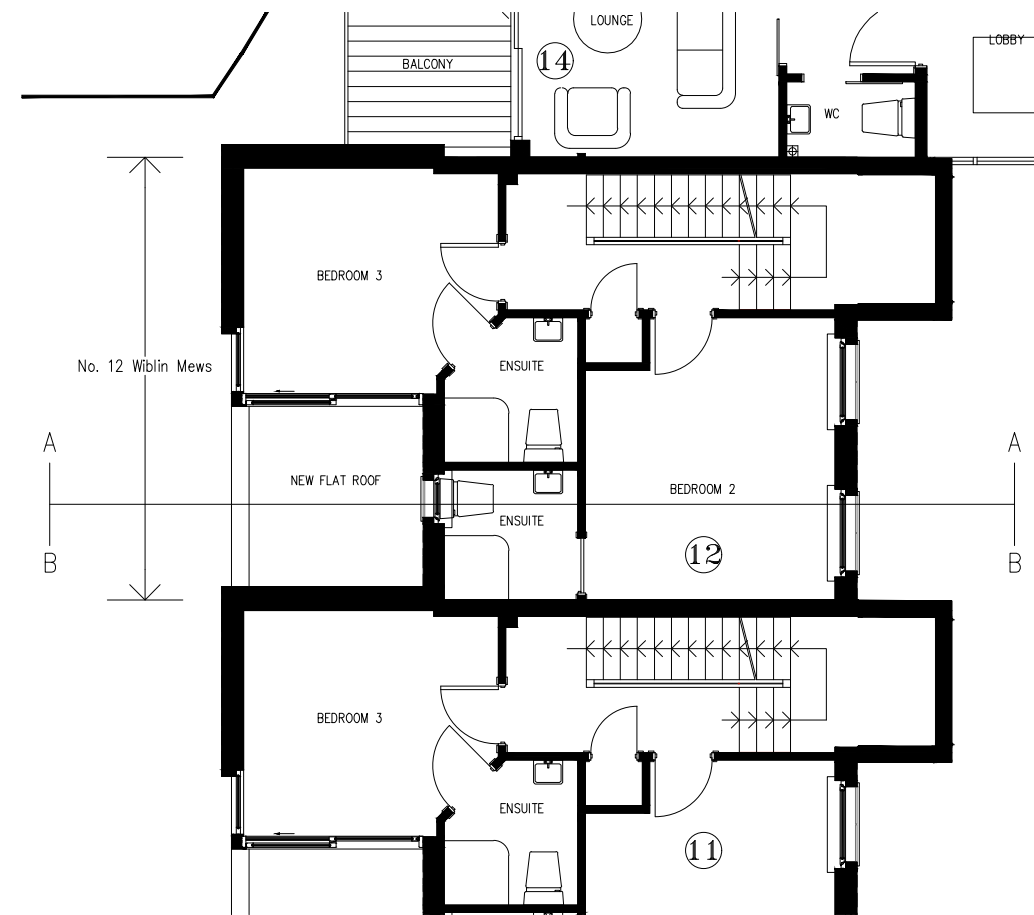 LOUNGE
LOBBY
14
BALCONY
WC
BEDROOM 3
No. 12 Wiblin Mews
ENSUITE
A
A
NEW FLAT ROOF
BEDROOM 2
ENSUITE
12
B
B
BEDROOM 3
ENSUITE
11